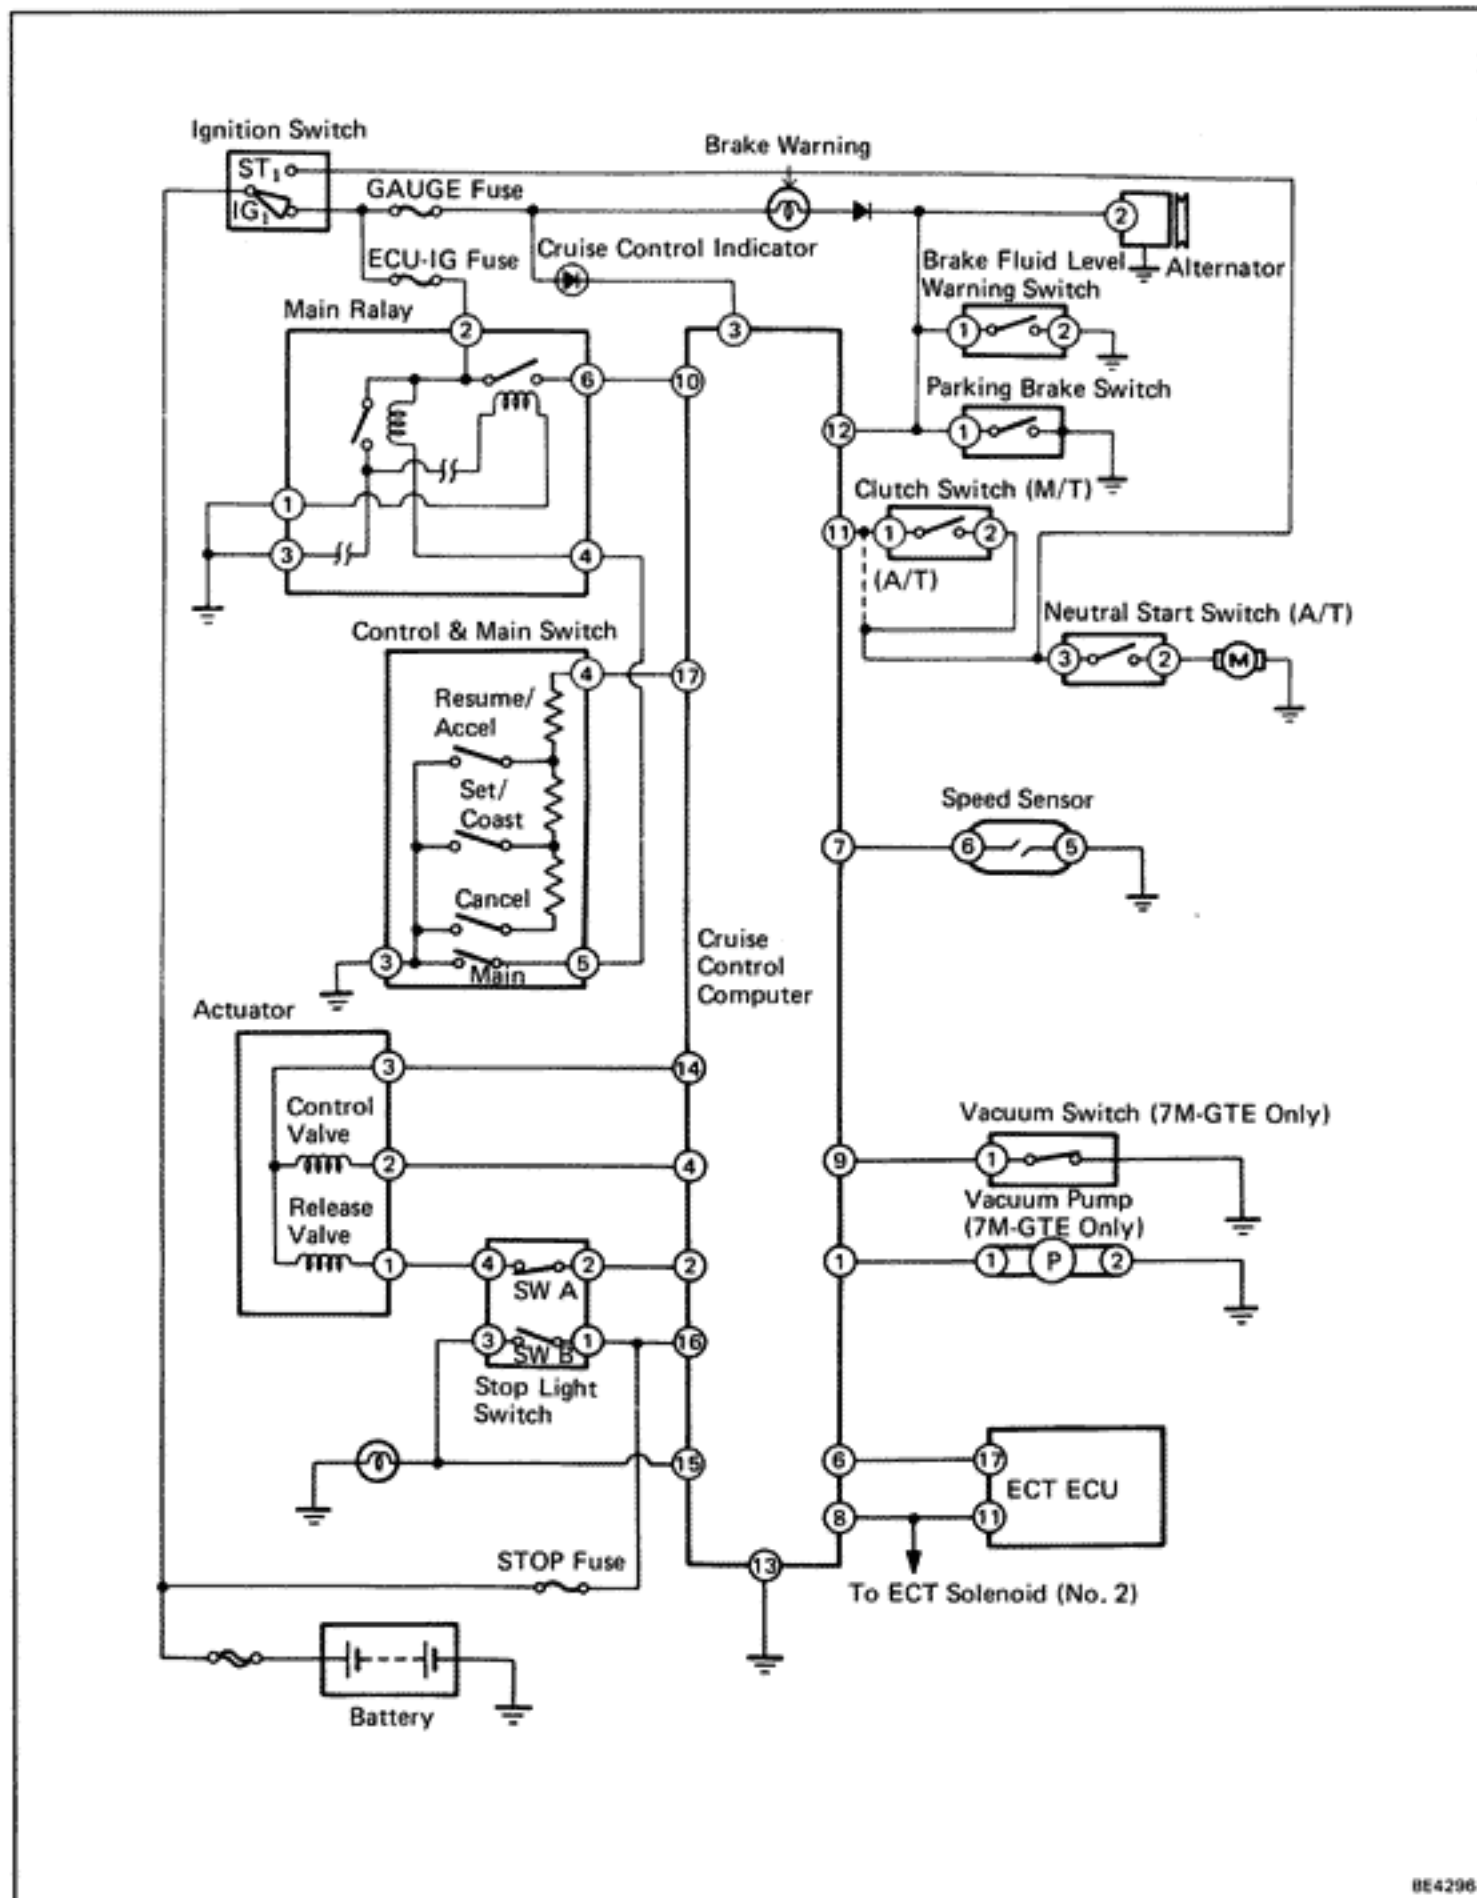 Ignition Switch
ST1
IG1
GAUGE Fuse
Brake Warning
2
ECU-IG Fuse
Cruise Control Indicator
Alternator
Brake Fluid Level
Warning Switch
1
2
Main Ralay
2
3
6
10
Parking Brake Switch
12
1
1
3
4
Clutch Switch (M/T)
11
1
2
(A/T)
Neutral Start Switch (A/T)
3
2
M
Control & Main Switch
4
17
Resume/
Accel
Set/
Coast
Cancel
Main
3
5
Speed Sensor
7
6
5
Cruise
Control
Computer
Actuator
3
14
Control
Valve
2
4
Release
Valve
1
4
2
2
SW A
3
1
16
SW B
Stop Light
Switch
15
Vacuum Switch (7M-GTE Only)
9
1
Vacuum Pump
(7M-GTE Only)
1
1
P
2
6
17
ECT ECU
8
11
To ECT Solenoid (No. 2)
13
STOP Fuse
Battery
BE4296